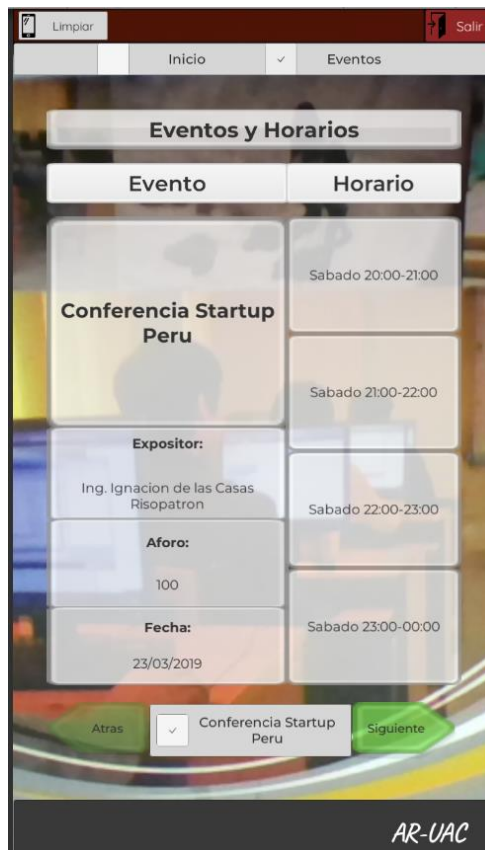 Limpiar
Salir
Inicio
Eventos
Eventos y Horarios
Evento
Horario
Conferencia Startup
Peru
Sabado 20:00-21:00
Sabado 21:00-22:00
Expositor:
Ing. Ignacion de las Casas
Risopatron
Sabado 22:00-23:00
Aforo:
100
Fecha:
23/03/2019
Sabado 23:00-00:00
Atras
Conferencia Startup
Peru
Siguiente
AR-UAC